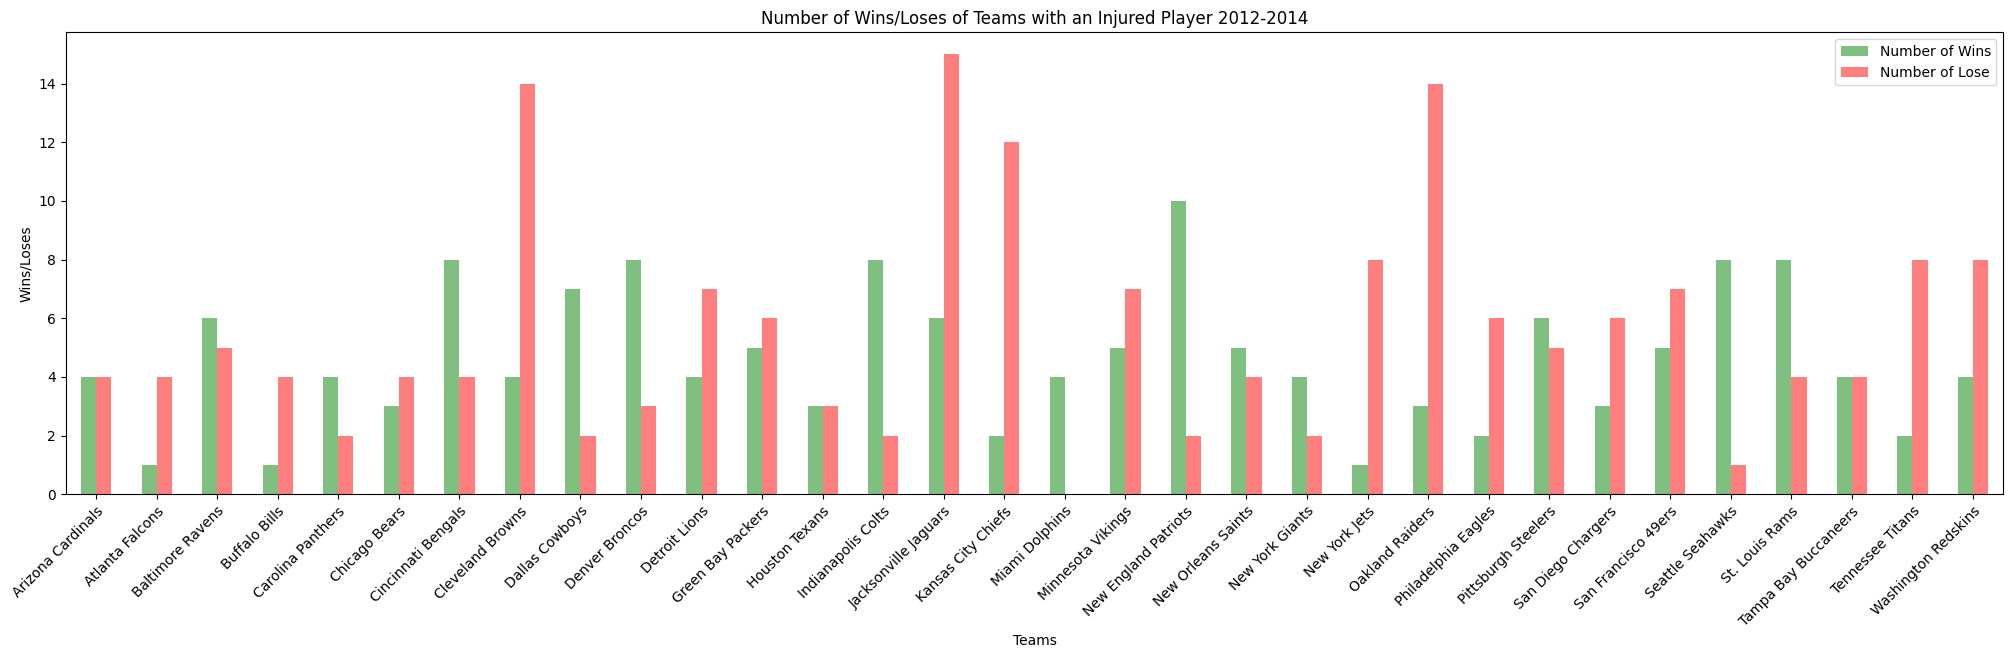 Number of Wins/Loses of Teams with an Injured Player 2012-2014
Number of Wins
Number of Lose
Wins/Loses
14
12
10
8
6
4
2
0
Arizona Cardinals
Atlanta Falcons
Baltimore Ravens
Buffalo Bills
Carolina Panthers
Chicago Bears
Cincinnati Bengals
Cleveland Browns
Dallas Cowboys
Denver Broncos
Detroit Lions
Green Bay Packers
Houston Texans
Indianapolis Colts
Jacksonville Jaguars
Kansas City Chiefs
Miami Dolphins
Minnesota Vikings
New England Patriots
New Orleans Saints
New York Giants
New York Jets
Oakland Raiders
Philadelphia Eagles
Pittsburgh Steelers
San Diego Chargers
San Francisco 49ers
Seattle Seahawks
St. Louis Rams
Tampa Bay Buccaneers
Tennessee Titans
Washington Redskins
Teams